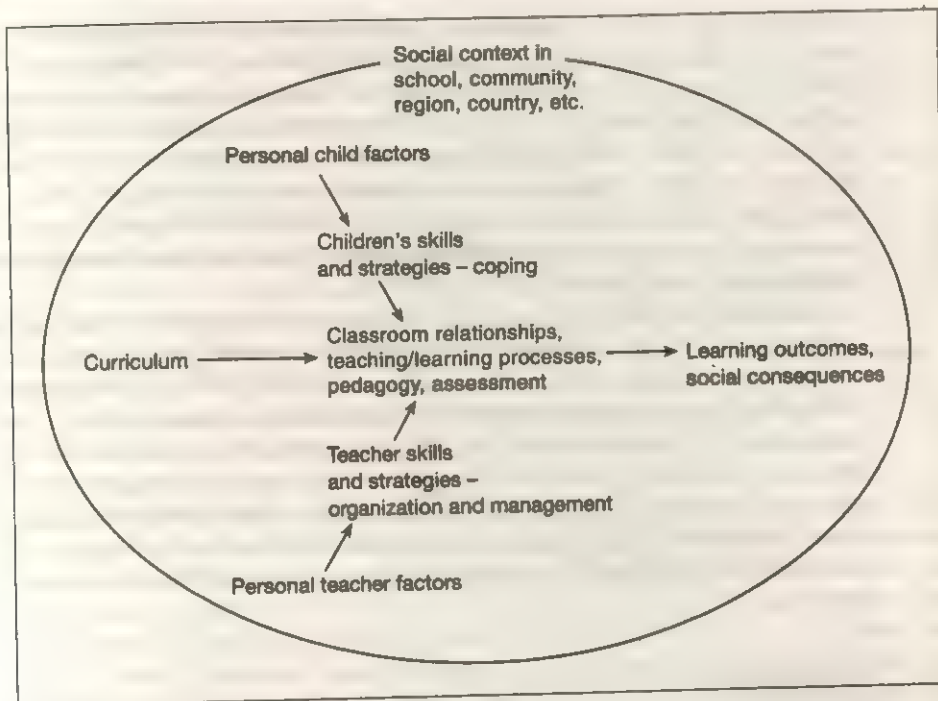 Social context in
school, community,
region, country, etc.
Personal child factors
Children's skills
and strategies – coping
Curriculum
Classroom relationships,
teaching/learning processes,
pedagogy, assessment
Learning outcomes,
social consequences
Teacher skills
and strategies –
organization and management
Personal teacher factors